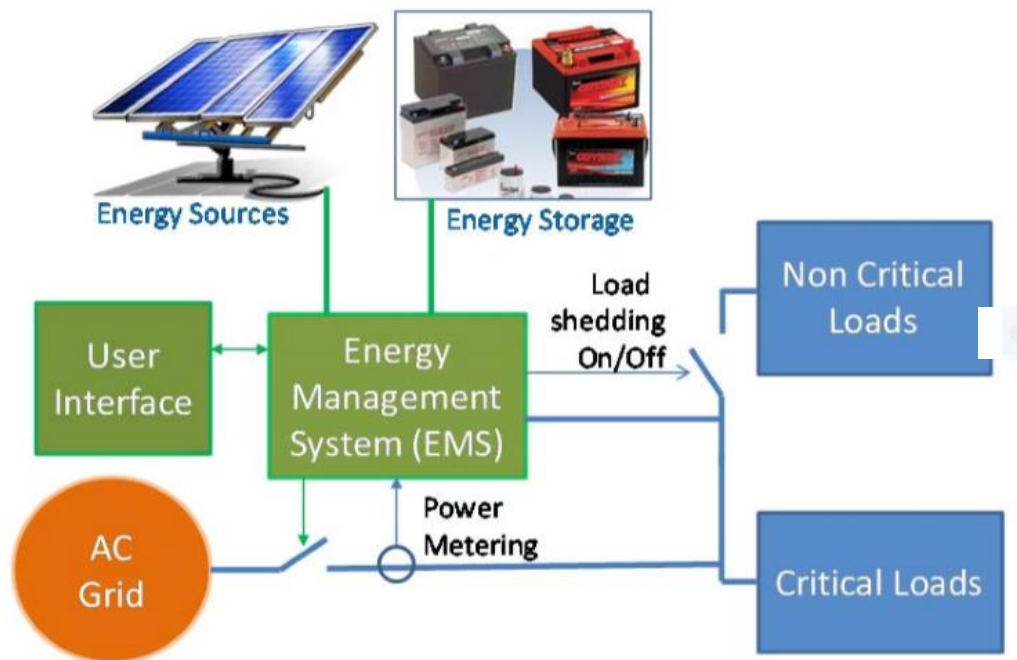 Energy Sources
Energy Storage
Load
shedding
On/Off
Non Critical
Loads
User
Interface
Energy
Management
System (EMS)
Power
Metering
AC
Grid
Critical Loads